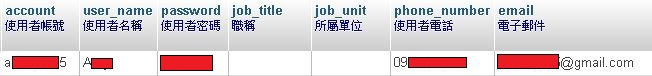 account user_name password job_title job_unit phone_number email
使用者帳號 使用者名稱 使用者密碼 職稱 所屬單位 使用者電話 電子郵件
a 5 A 09 @gmail.com